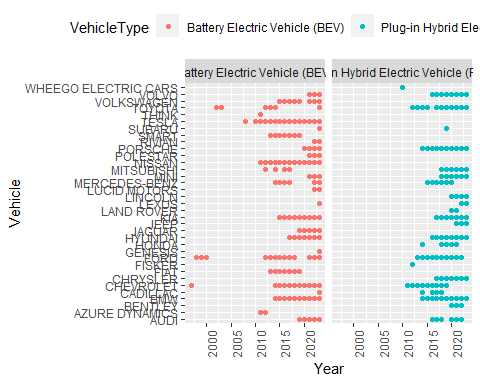 VehicleType Battery Electric Vehicle (BEV) Plug-in Hybrid Ele
attery Electric Vehicle (BEV n Hybrid Electric Vehicle (P
WHEEGO ELECTRIC CARS
VOLVO
VOLKSWAGEN
TOYOTA
THINK
TESLA
SUBARU
SMART
RIVIAN
PORSCHE
POLESTAR
NISSAN
MITSUBISHI
MINI
MERCEDES-BENZ
LUCID MOTORS
LINCOLN
LEXUS
LAND ROVER
KIA
JEEP
JAGUAR
HYUNDAI
HONDA
GENESIS
FORD
FISKER
FIAT
CHRYSLER
CHEVROLET
CADILLAC
BMW
BENTLEY
AZURE DYNAMICS
AUDI
Vehicle
2000 2005 2010 2015 2020 2000 2005 2010 2015 2020
Year